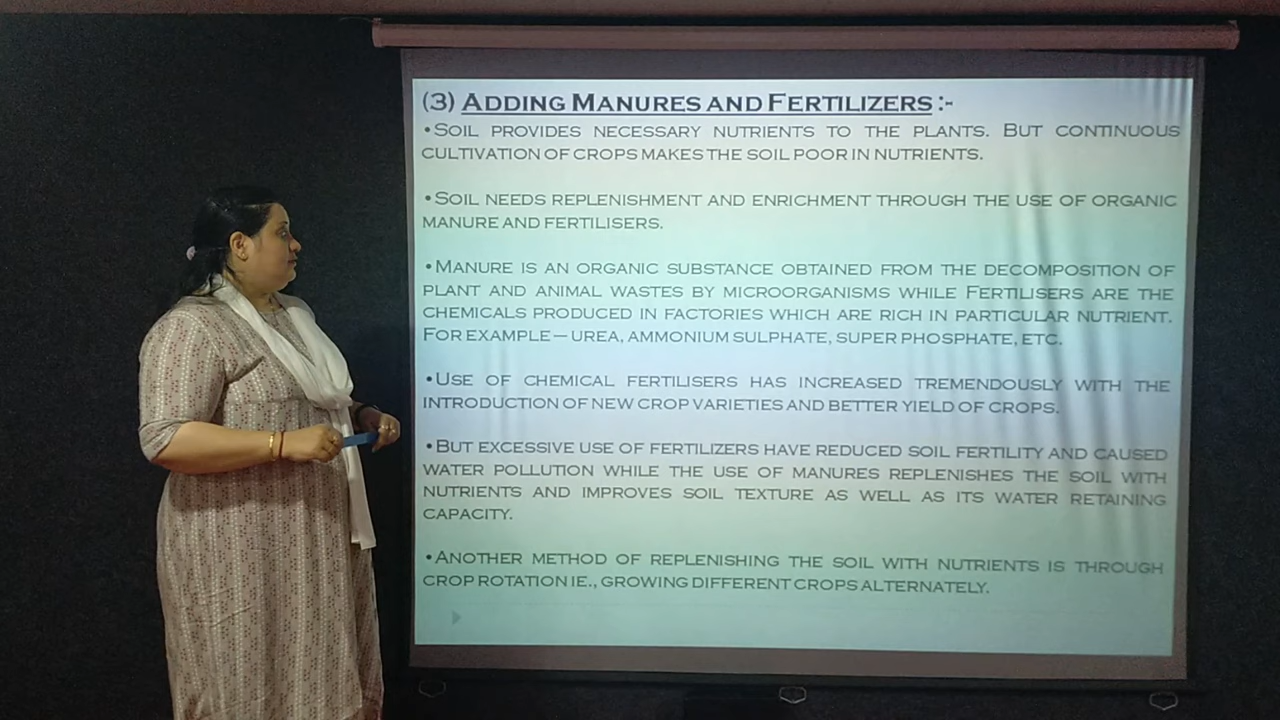 (3) ADDING MANURES AND FERTILIZERS :-
•SOIL PROVIDES NECESSARY NUTRIENTS TO THE PLANTS. BUT CONTINUOUS
CULTIVATION OF CROPS MAKES THE SOIL POOR IN NUTRIENTS.
•SOIL NEEDS REPLENISHMENT AND ENRICHMENT THROUGH THE USE OF ORGANIC
MANURE AND FERTILISERS.
•MANURE IS AN ORGANIC SUBSTANCE OBTAINED FROM THE DECOMPOSITION OF
PLANT AND ANIMAL WASTES BY MICROORGANISMS WHILE FERTILISERS ARE THE
CHEMICALS PRODUCED IN FACTORIES WHICH ARE RICH IN PARTICULAR NUTRIENT.
FOR EXAMPLE — UREA, AMMONIUM SULPHATE, SUPER PHOSPHATE, ETC.
•USE OF CHEMICAL FERTILISERS HAS INCREASED TREMENDOUSLY WITH THE
INTRODUCTION OF NEW CROP VARIETIES AND BETTER YIELD OF CROPS.
•BUT EXCESSIVE USE OF FERTILIZERS HAVE REDUCED SOIL FERTILITY AND CAUSED
WATER POLLUTION WHILE THE USE OF MANURES REPLENISHES THE SOIL WITH
NUTRIENTS AND IMPROVES SOIL TEXTURE AS WELL AS ITS WATER RETAINING
CAPACITY.
•ANOTHER METHOD OF REPLENISHING THE SOIL WITH NUTRIENTS IS THROUGH
CROP ROTATION IE., GROWING DIFFERENT CROPS ALTERNATELY.